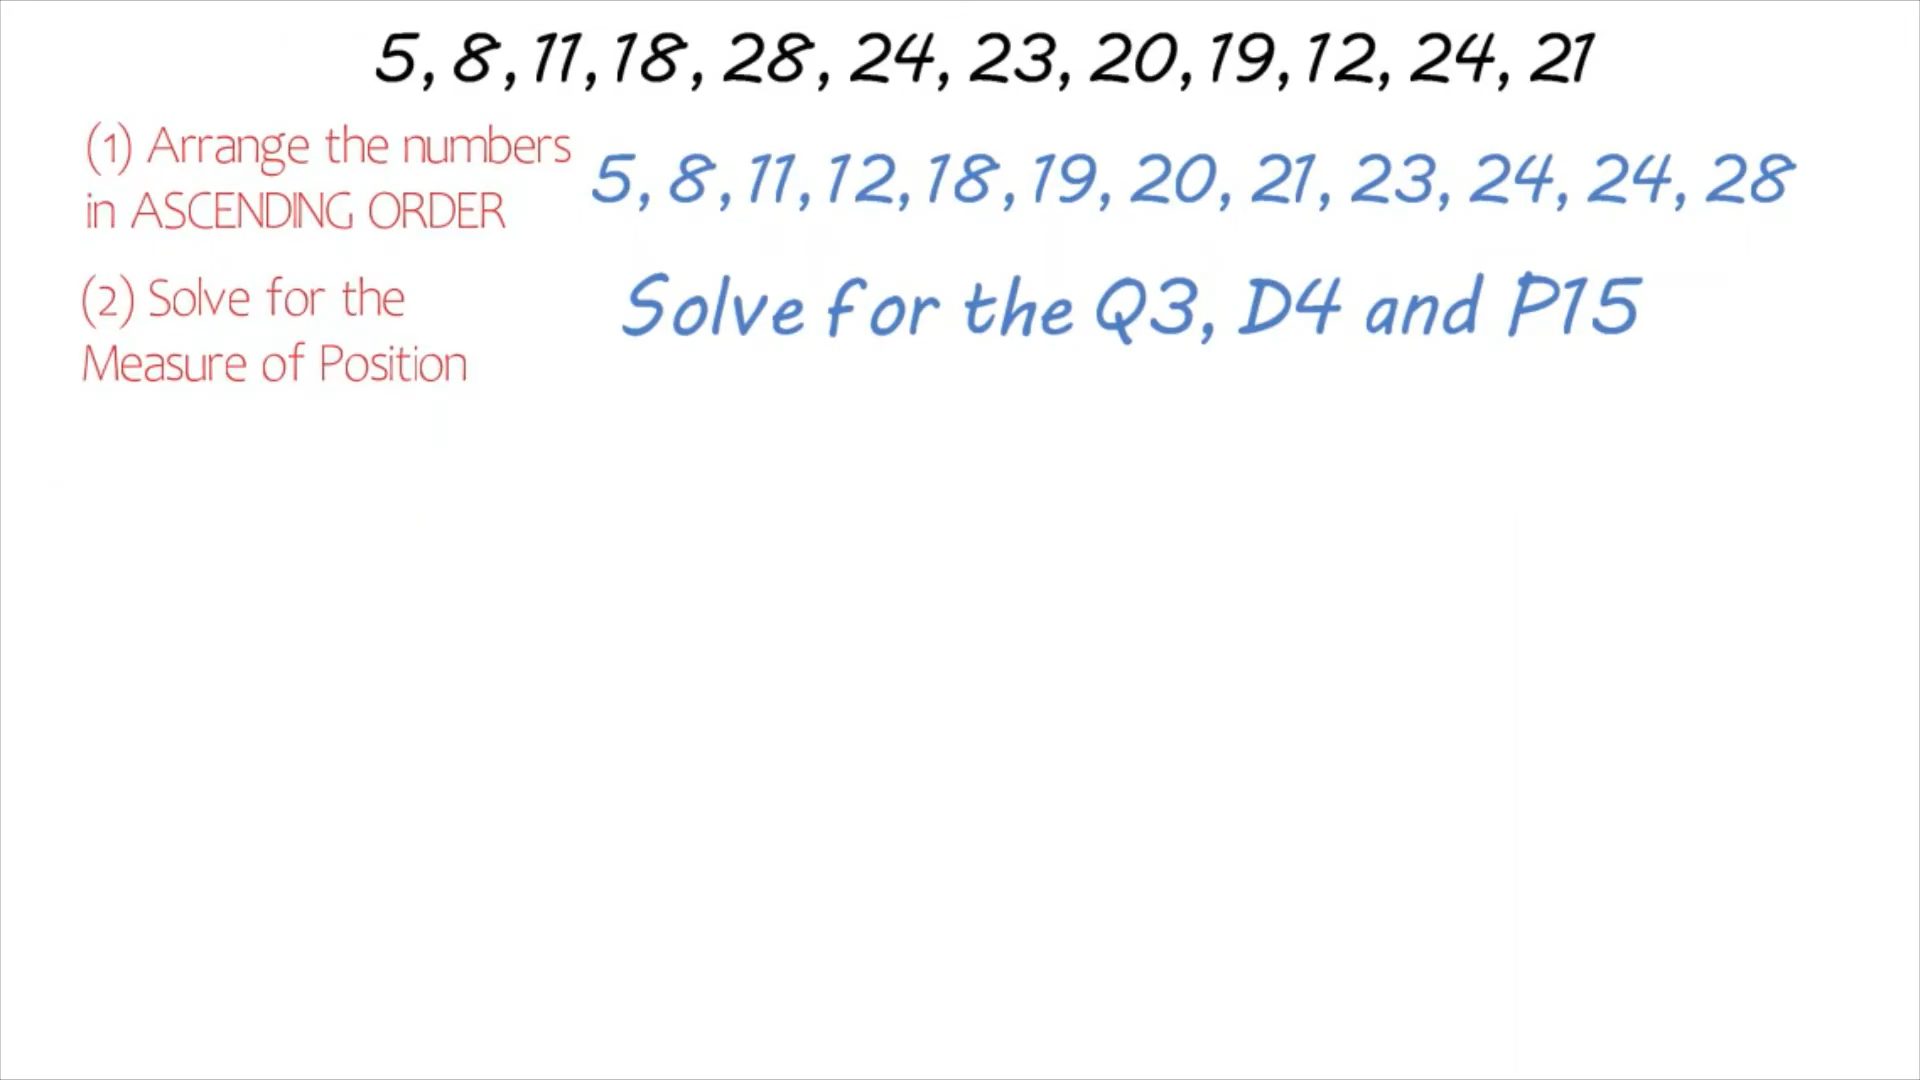 5, 8, 11, 18, 28, 24, 23, 20, 19, 12, 24, 21
(1) Arrange the numbers
in ASCENDING ORDER
5, 8, 11, 12, 18, 19, 20, 21, 23, 24, 24, 28
(2) Solve for the
Measure of Position
Solve for the Q3, D4 and P15